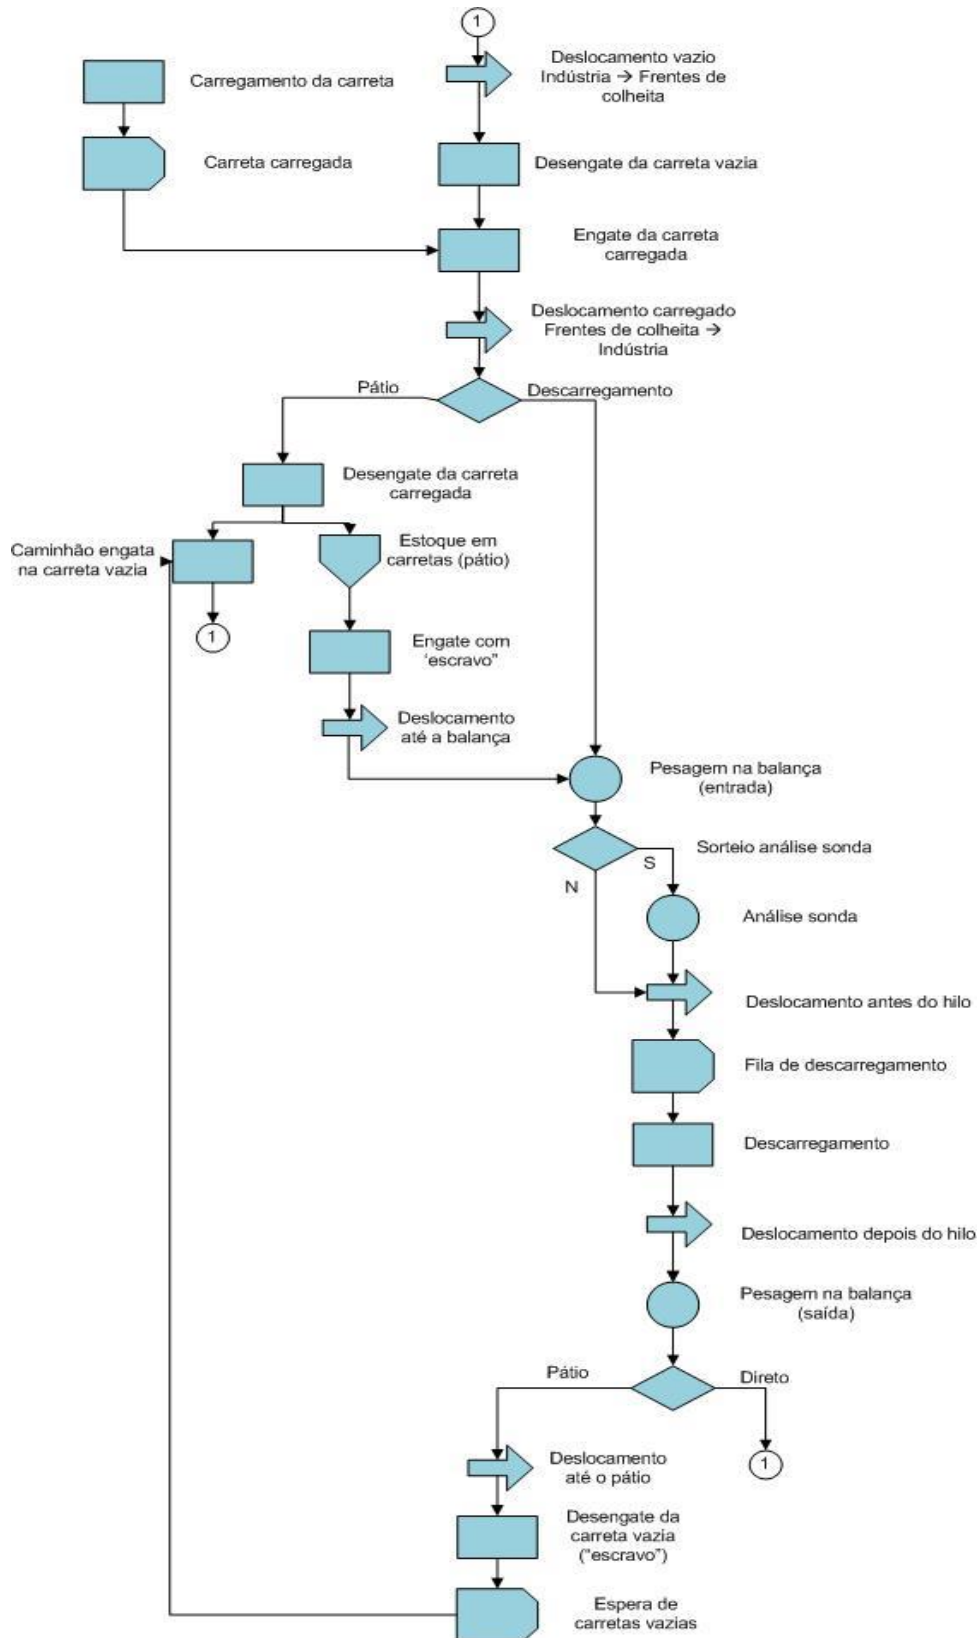 1
Deslocamento vazio
Indústria → Frentes de
colheita
Carregamento da carreta
Carreta carregada
Desengate da carreta vazia
Engate da carreta
carregada
Deslocamento carregado
Frentes de colheita →
Indústria
Pátio
Descarregamento
Desengate da carreta
carregada
Caminhão engata
na carreta vazia
Estoque em
carretas (pátio)
1
Engate com
‘escravo”
Deslocamento
até a balança
Pesagem na balança
(entrada)
Sorteio análise sonda
S
N
Análise sonda
Deslocamento antes do hilo
Fila de descarregamento
Descarregamento
Deslocamento depois do hilo
Pesagem na balança
(saída)
Pátio
Direto
1
Deslocamento
até o pátio
Desengate da
carreta vazia
(“escravo”)
Espera de
carretas vazias